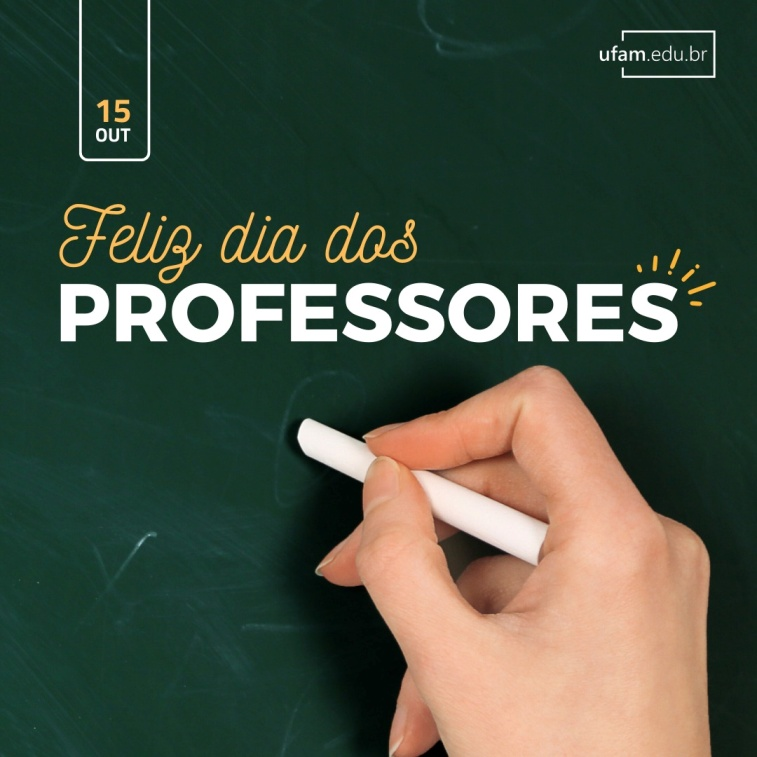 15
OUT
ufam.edu.br
Feliz dia dos
PROFESSORES